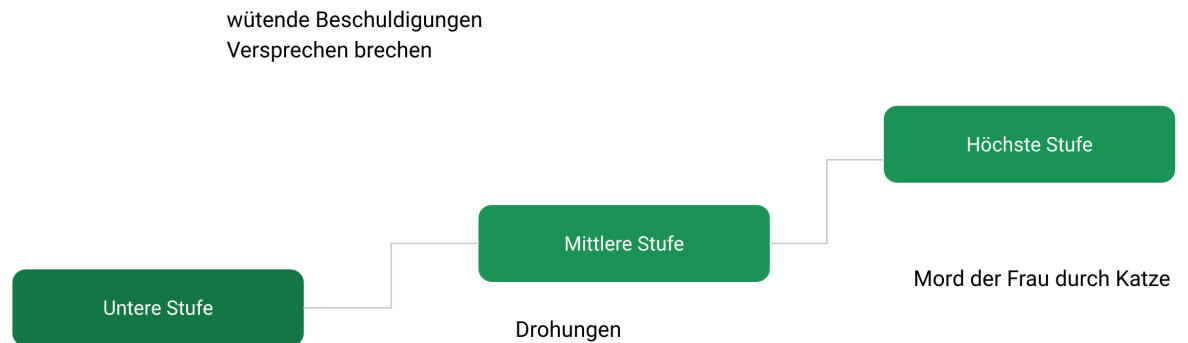 wütende Beschuldigungen
Versprechen brechen
Höchste Stufe
Mittlere Stufe
Mord der Frau durch Katze
Untere Stufe
Drohungen